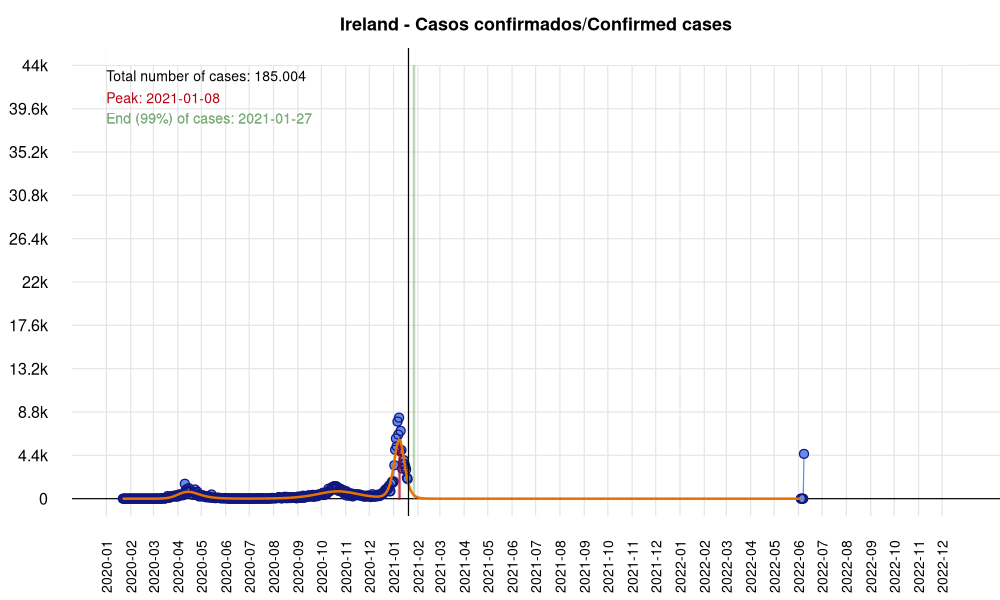 Ireland - Casos confirmados/Confirmed cases
44k
Total number of cases: 185.004
Peak: 2021-01-08
End (99%) of cases: 2021-01-27
39.6k
35.2k
30.8k
26.4k
22k
17.6k
13.2k
8.8k
4.4k
0
2020-01
2020-02
2020-03
2020-04
2020-05
2020-06
2020-07
2020-08
2020-09
2020-10
2020-11
2020-12
2021-01
2021-02
2021-03
2021-04
2021-05
2021-06
2021-07
2021-08
2021-09
2021-10
2021-11
2021-12
2022-01
2022-02
2022-03
2022-04
2022-05
2022-06
2022-07
2022-08
2022-09
2022-10
2022-11
2022-12